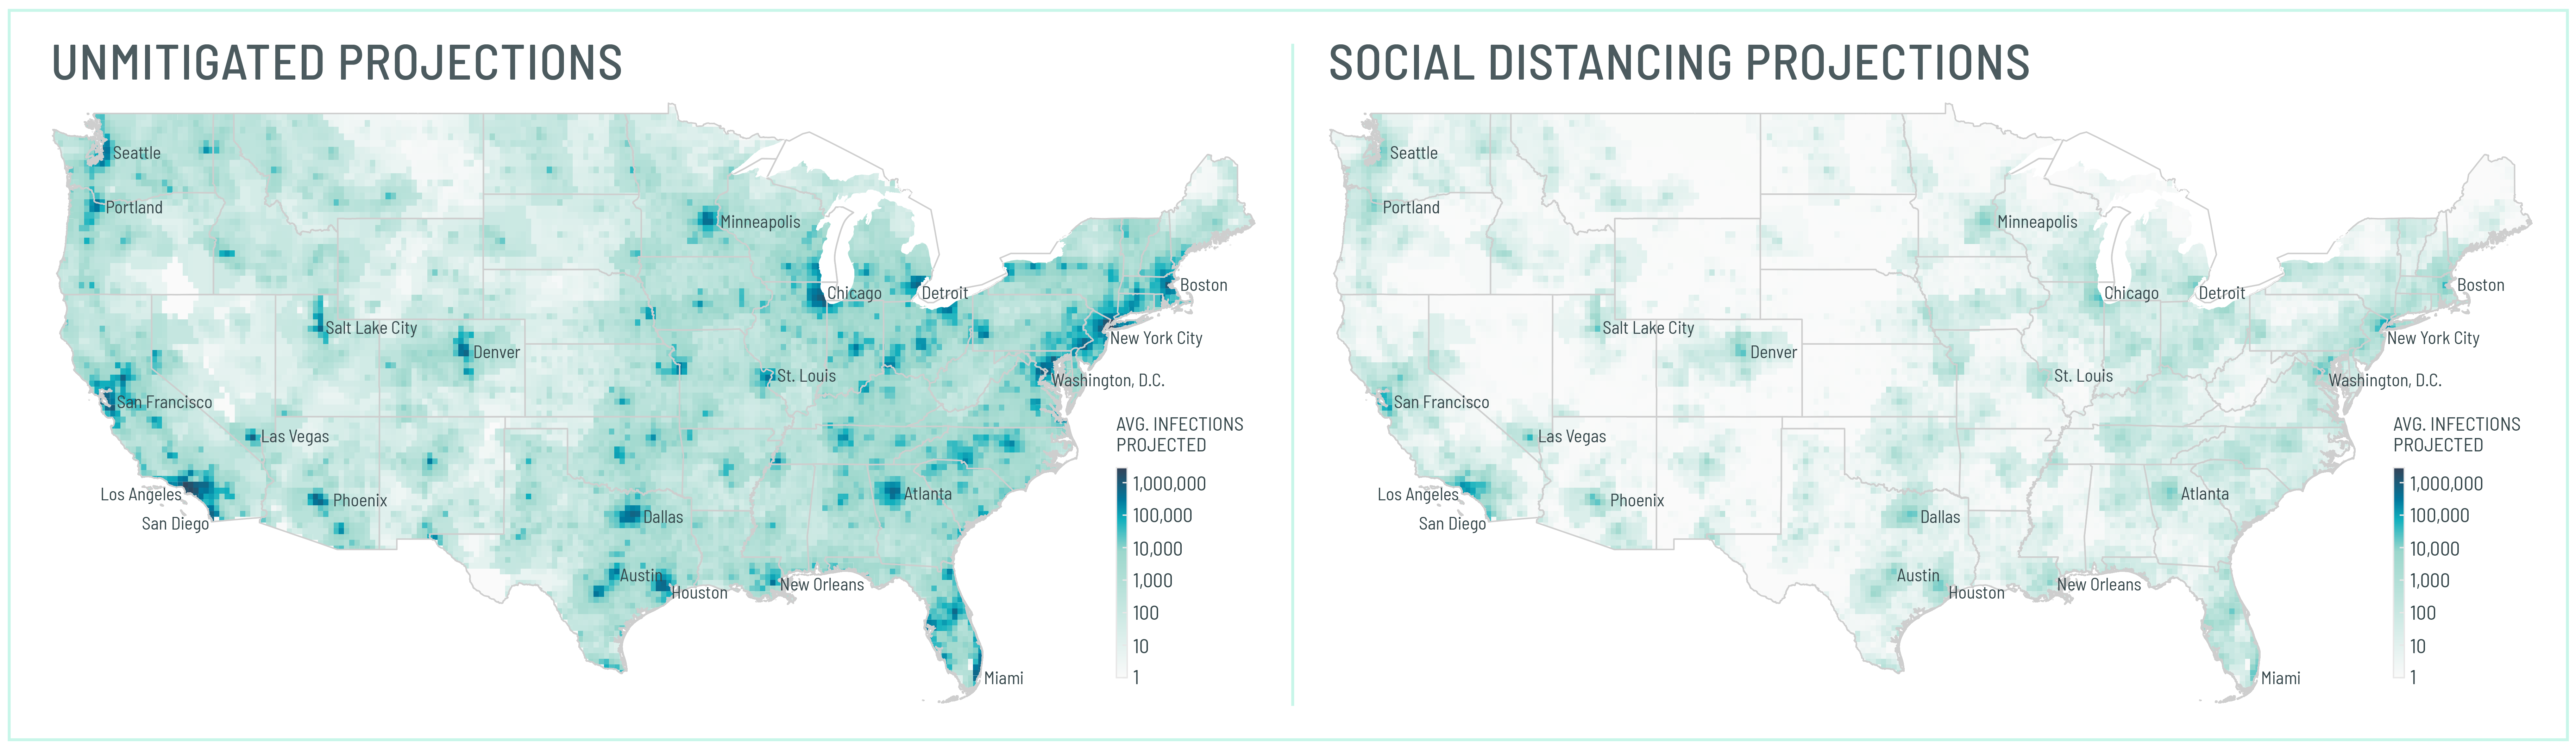 UNMITIGATED PROJECTIONS
Seattle
Portland
Minneapolis
Boston
Chicago
Detroit
Salt Lake City
New York City
Denver
St. Louis
Washington, D.C.
San Francisco
Las Vegas
AVG. INFECTIONS
PROJECTED
Los Angeles
Phoenix
Atlanta
San Diego
Dallas
Austin
New Orleans
Houston
Miami
1,000,000
100,000
10,000
1,000
100
10
1
SOCIAL DISTANCING PROJECTIONS
Seattle
Portland
Minneapolis
Boston
Chicago
Detroit
Salt Lake City
New York City
Denver
St. Louis
Washington, D.C.
San Francisco
Las Vegas
AVG. INFECTIONS
PROJECTED
Los Angeles
Phoenix
Atlanta
San Diego
Dallas
Austin
New Orleans
Houston
Miami
1,000,000
100,000
10,000
1,000
100
10
1